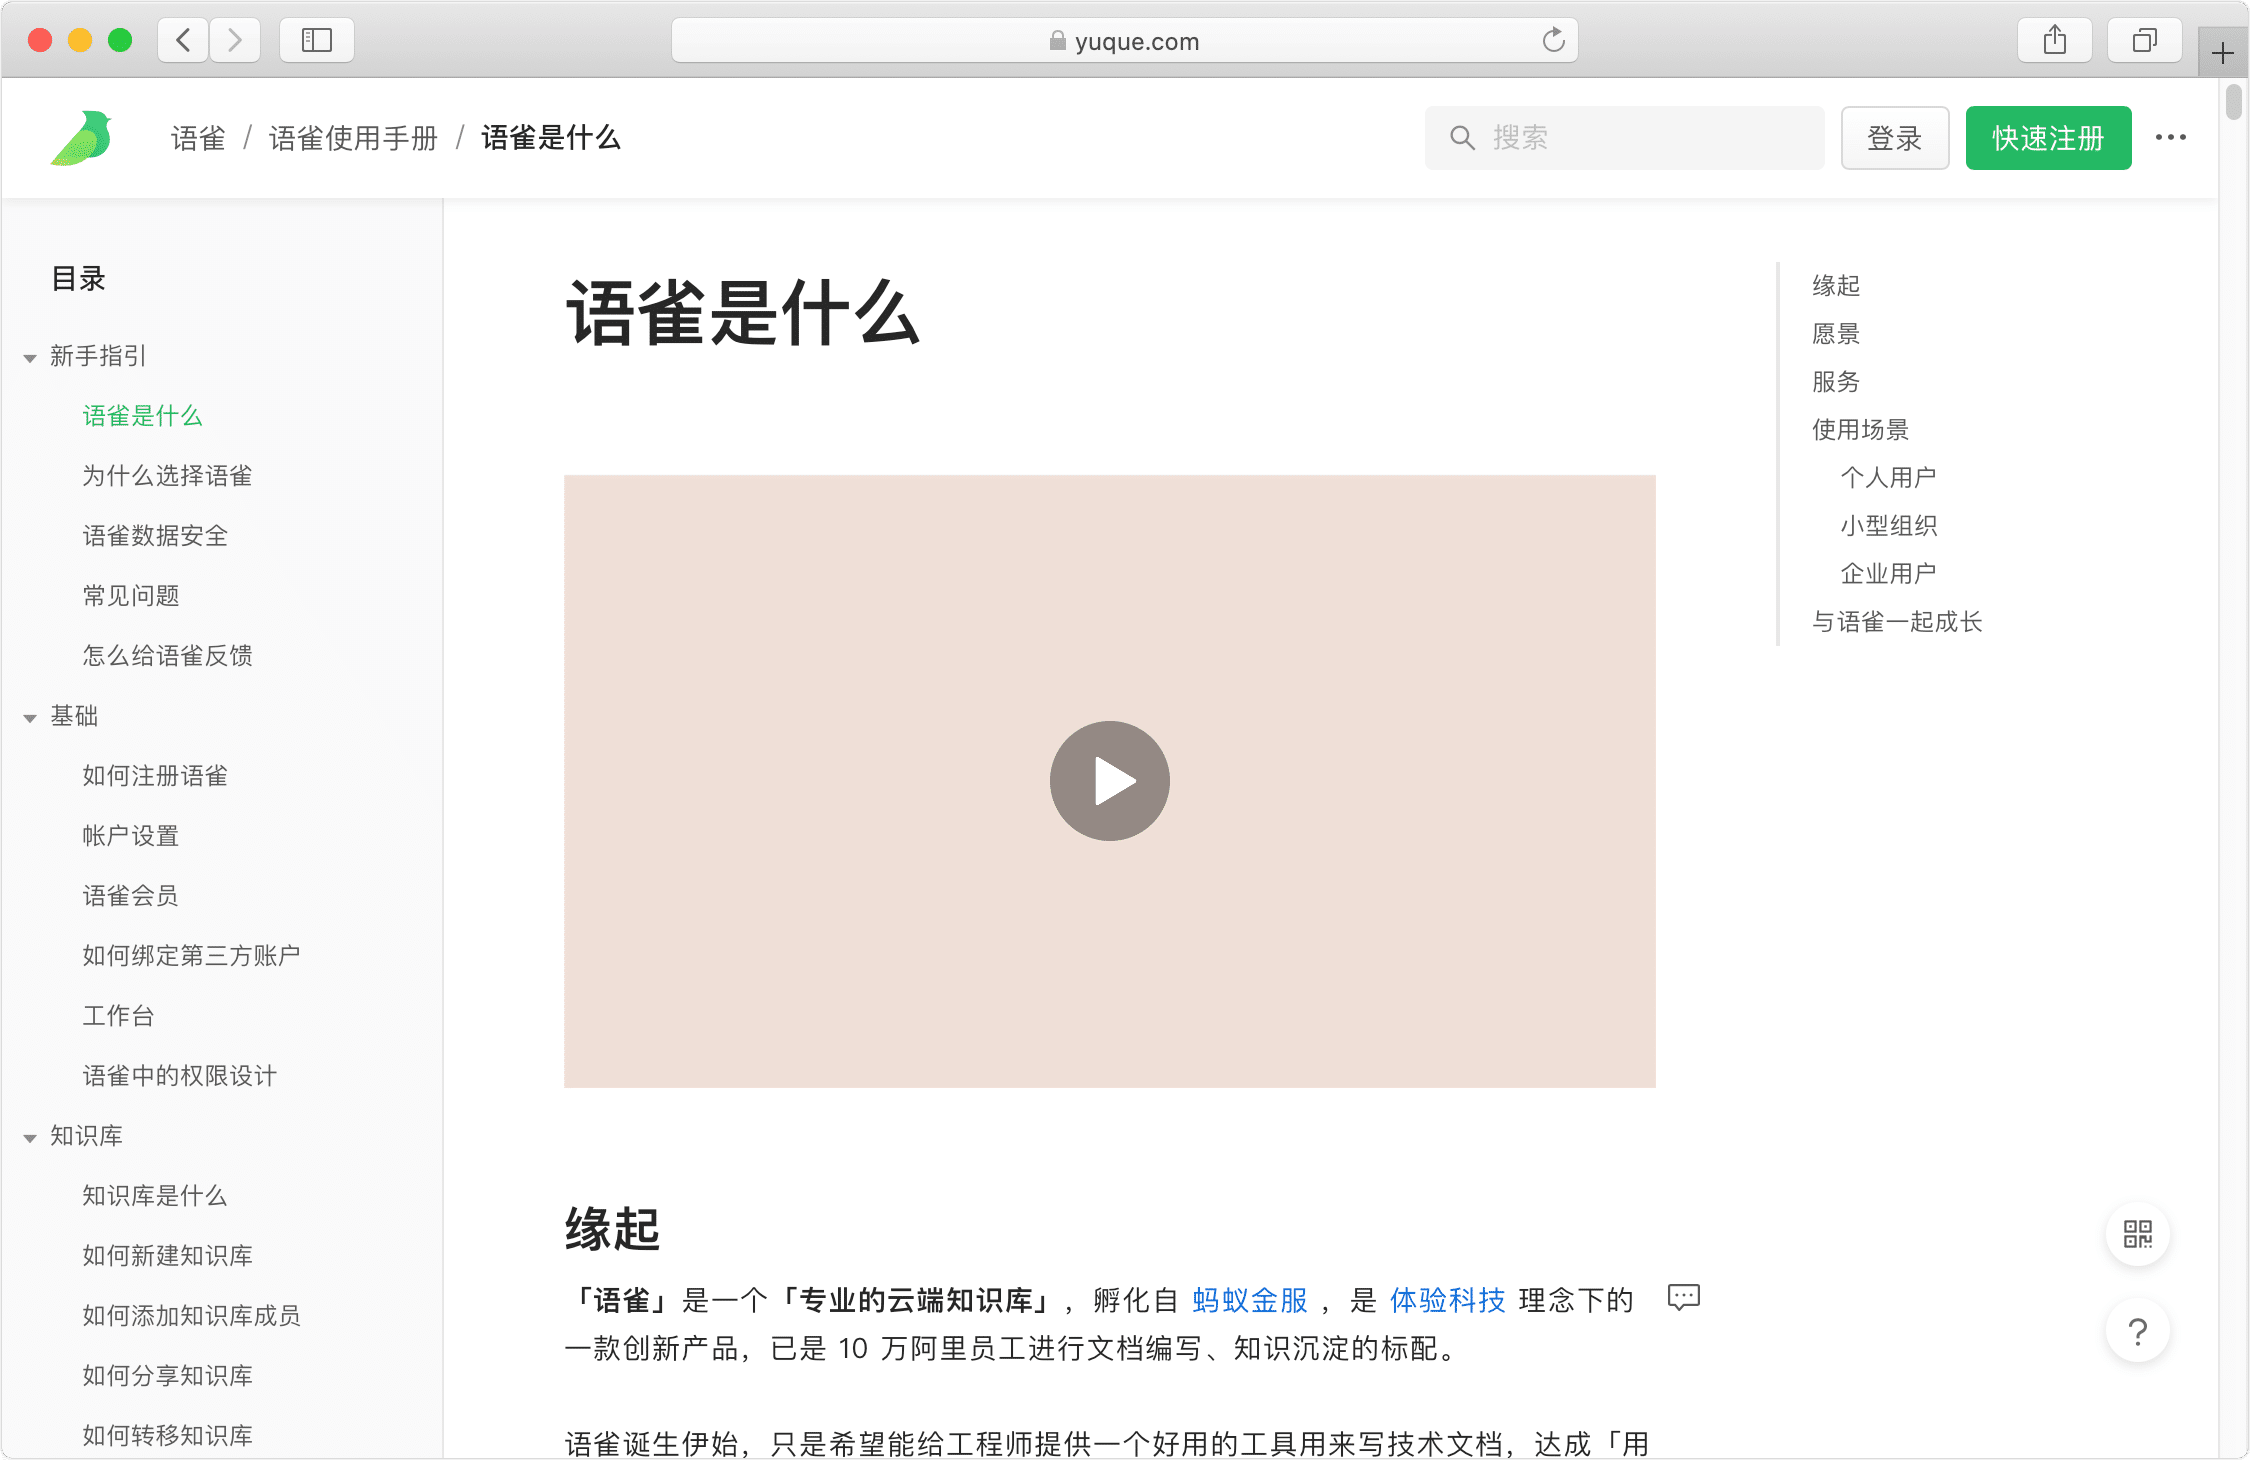 yuque.com
语雀 / 语雀使用手册 / 语雀是什么
搜索
登录
快速注册
目录
新手指引
语雀是什么
为什么选择语雀
语雀数据安全
常见问题
怎么给语雀反馈
基础
如何注册语雀
帐户设置
语雀会员
如何绑定第三方账户
工作台
语雀中的权限设计
知识库
知识库是什么
如何新建知识库
如何添加知识库成员
如何分享知识库
如何转移知识库
语雀是什么
缘起
「语雀」是一个「专业的云端知识库」，孵化自 蚂蚁金服 ，是 体验科技 理念下的
一款创新产品，已是 10 万阿里员工进行文档编写、知识沉淀的标配。
语雀诞生伊始，只是希望能给工程师提供一个好用的工具用来写技术文档，达成「用
缘起
愿景
服务
使用场景
个人用户
小型组织
企业用户
与语雀一起成长
?